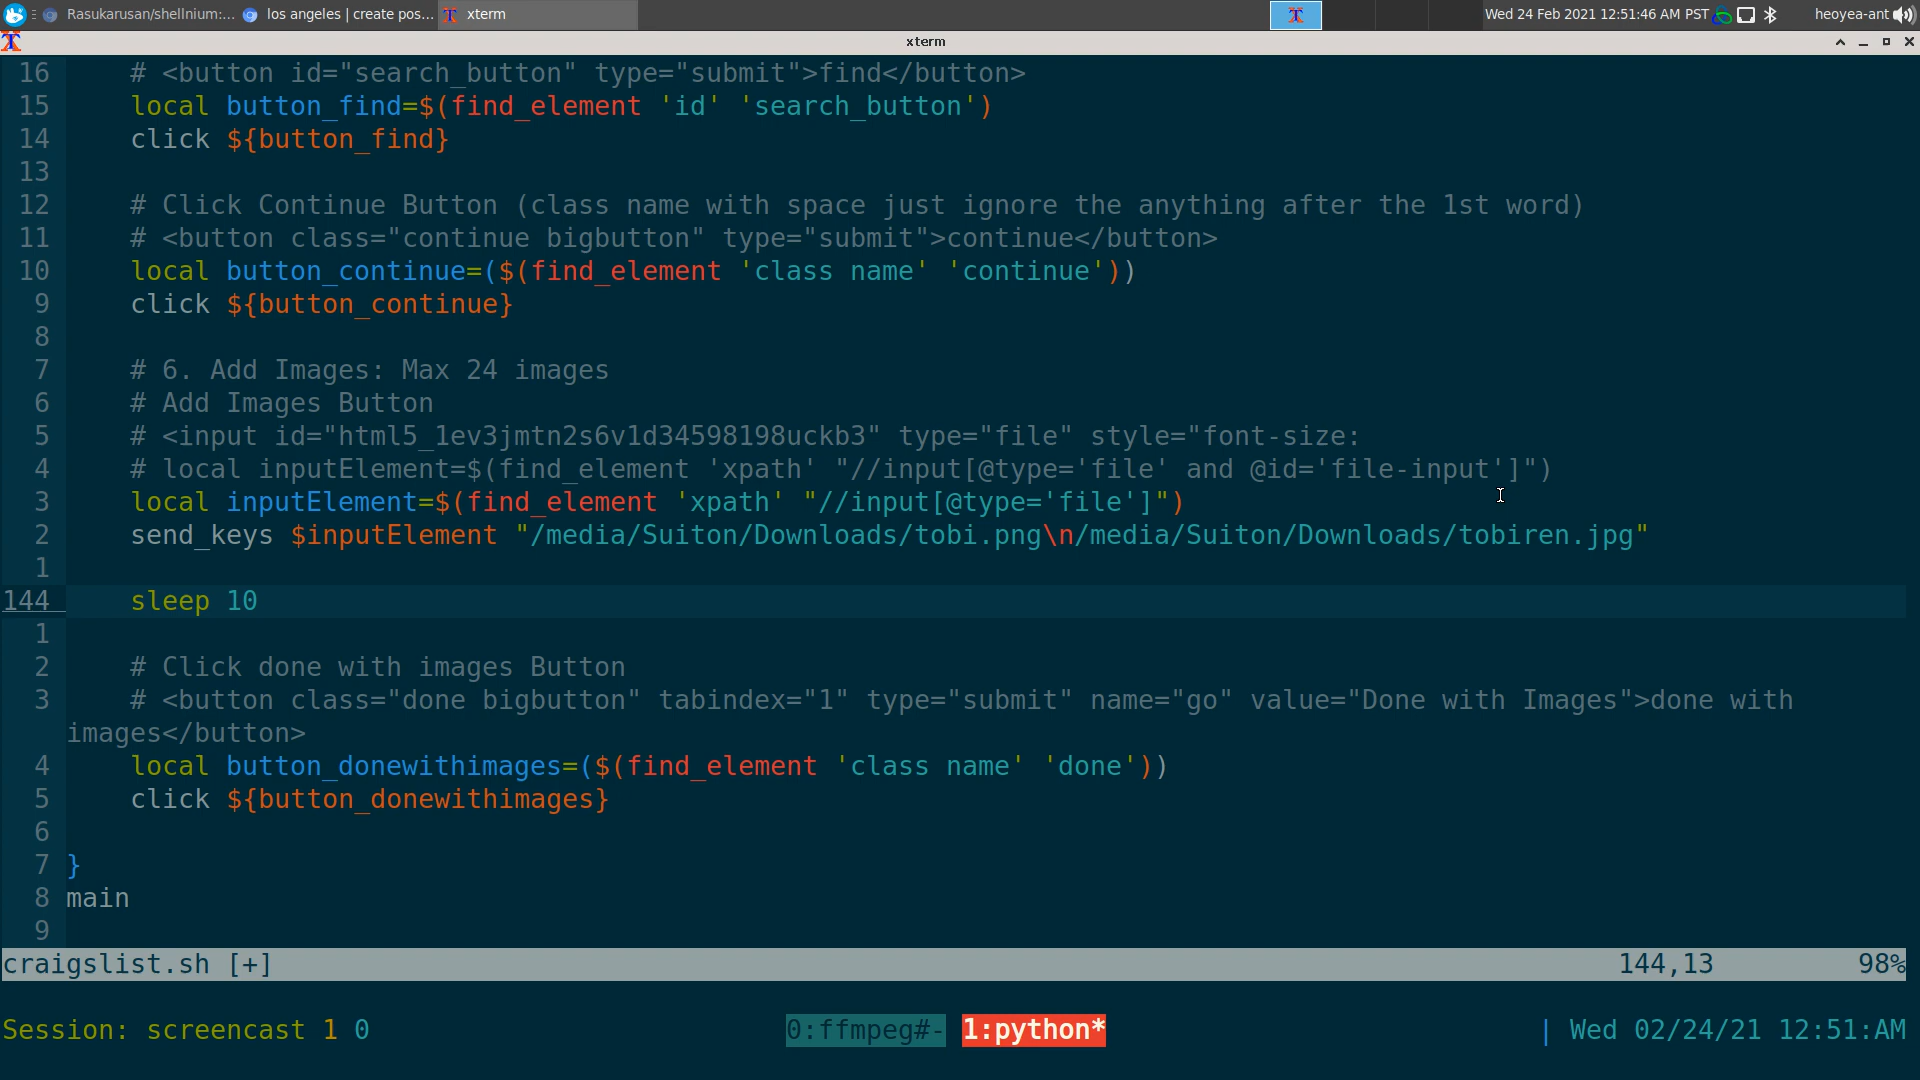 Rasukarusan/shellnium:... los angeles | create pos... xterm Wed 24 Feb 2021 12:51:46 AM PST heoyea-ant
xterm
16 # <button id="search_button" type="submit">find</button>
15 local button_find=$(find_element 'id' 'search_button')
14 click ${button_find}
13
12 # Click Continue Button (class name with space just ignore the anything after the 1st word)
11 # <button class="continue bigbutton" type="submit">continue</button>
10 local button_continue=($(find_element 'class name' 'continue'))
9 click ${button_continue}
8
7 # 6. Add Images: Max 24 images
6 # Add Images Button
5 # <input id="html5_1ev3jmtn2s6v1d34598198uckb3" type="file" style="font-size:
4 # local inputElement=$(find_element 'xpath' "//input[@type='file' and @id='file-input']")
3 local inputElement=$(find_element 'xpath' "//input[@type='file']")
2 send_keys $inputElement "/media/Suiton/Downloads/tobi.png\n/media/Suiton/Downloads/tobiren.jpg"
1
144 sleep 10
1
2 # Click done with images Button
3 # <button class="done bigbutton" tabindex="1" type="submit" name="go" value="Done with Images">done with
images</button>
4 local button_donewithimages=($(find_element 'class name' 'done'))
5 click ${button_donewithimages}
6
7 }
8 main
9
craigslist.sh [+] 144,13 98%
Session: screencast 1 0 0:ffmpeg#- 1:python* | Wed 02/24/21 12:51:AM